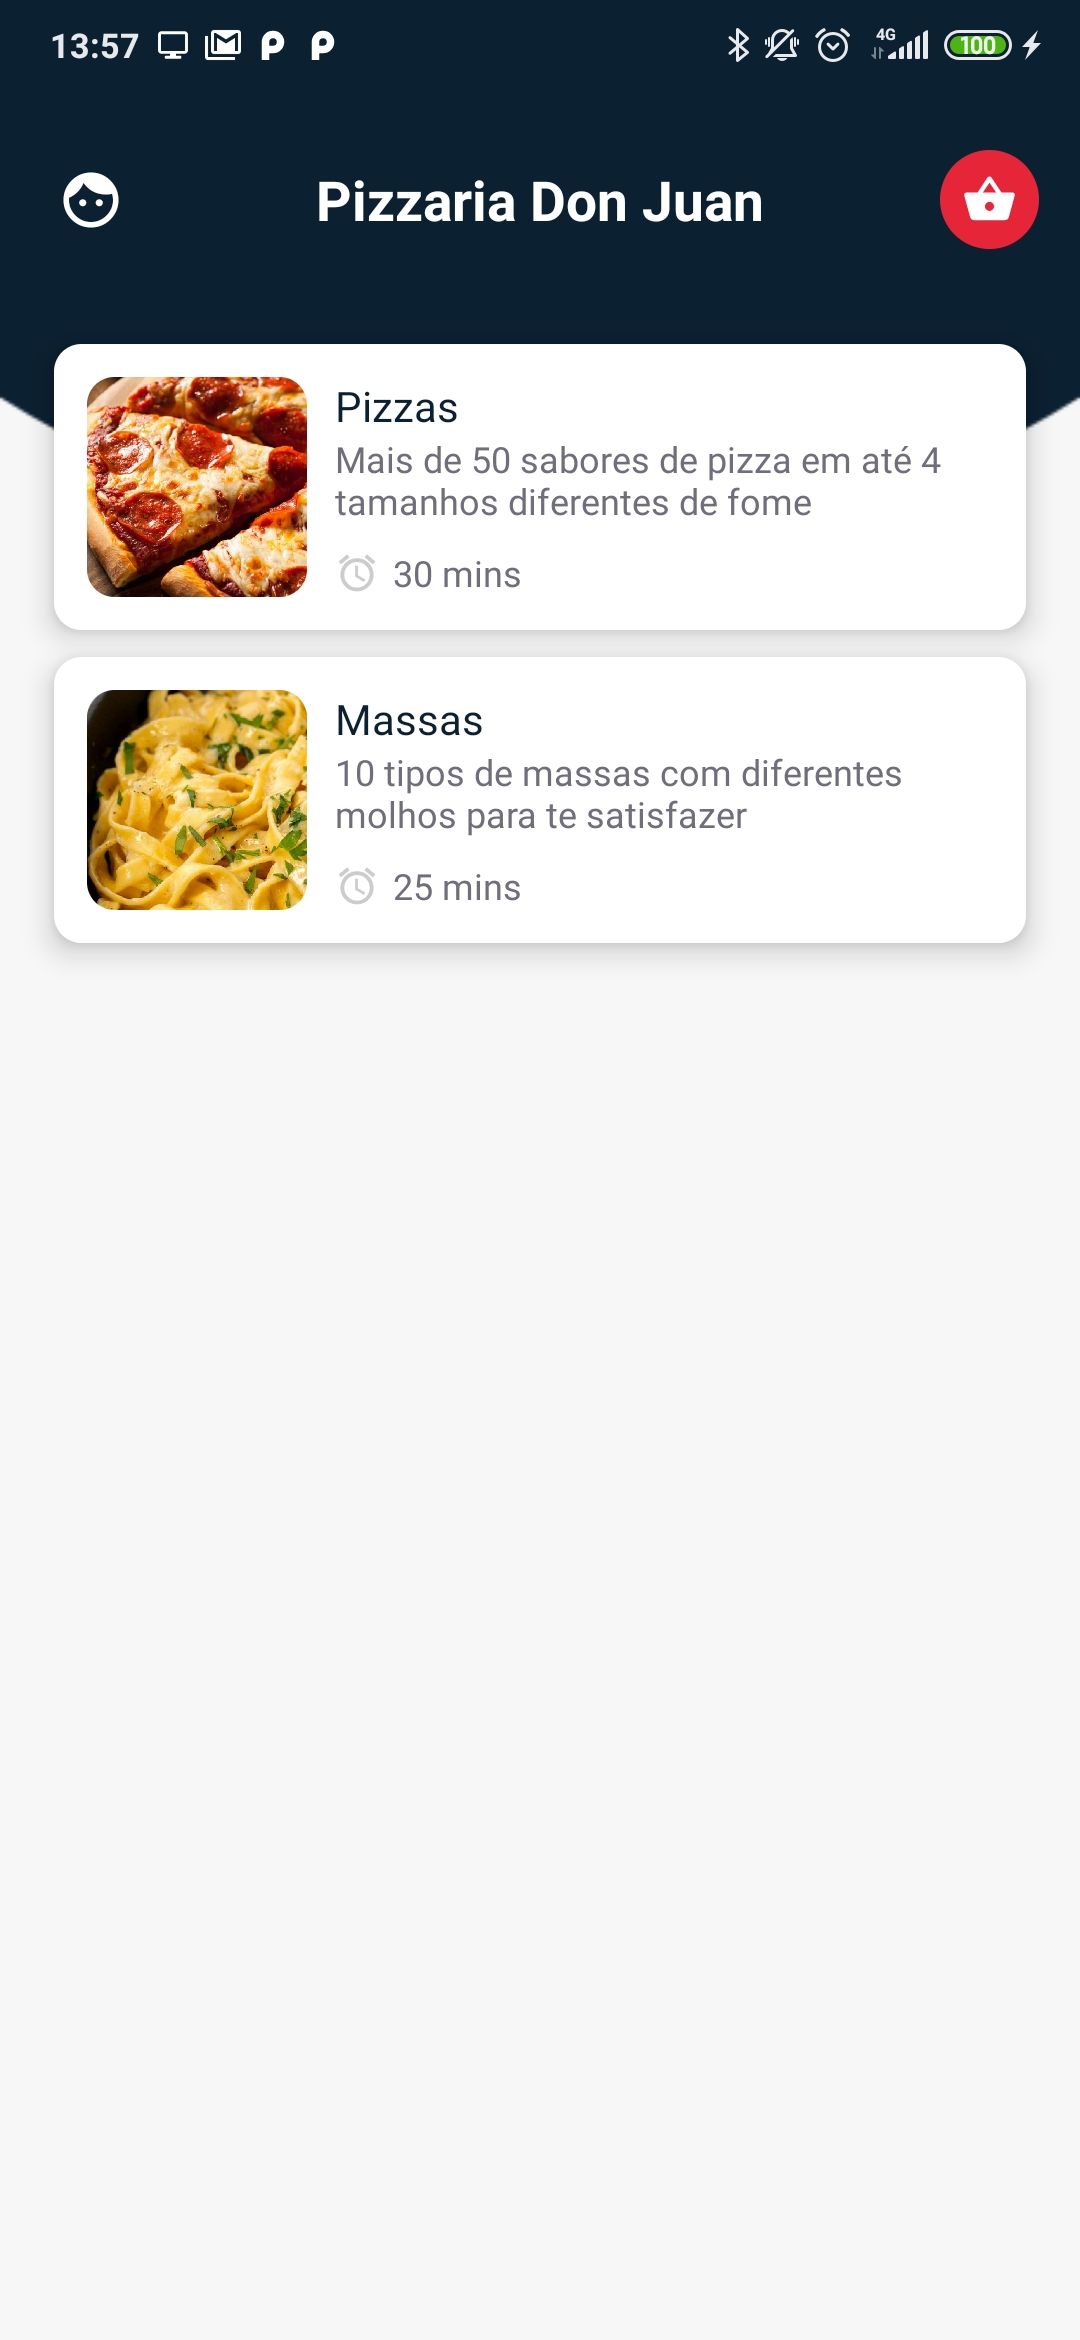 13:57
4G
100
Pizzaria Don Juan
Pizzas
Mais de 50 sabores de pizza em até 4
tamanhos diferentes de fome
30 mins
Massas
10 tipos de massas com diferentes
molhos para te satisfazer
25 mins